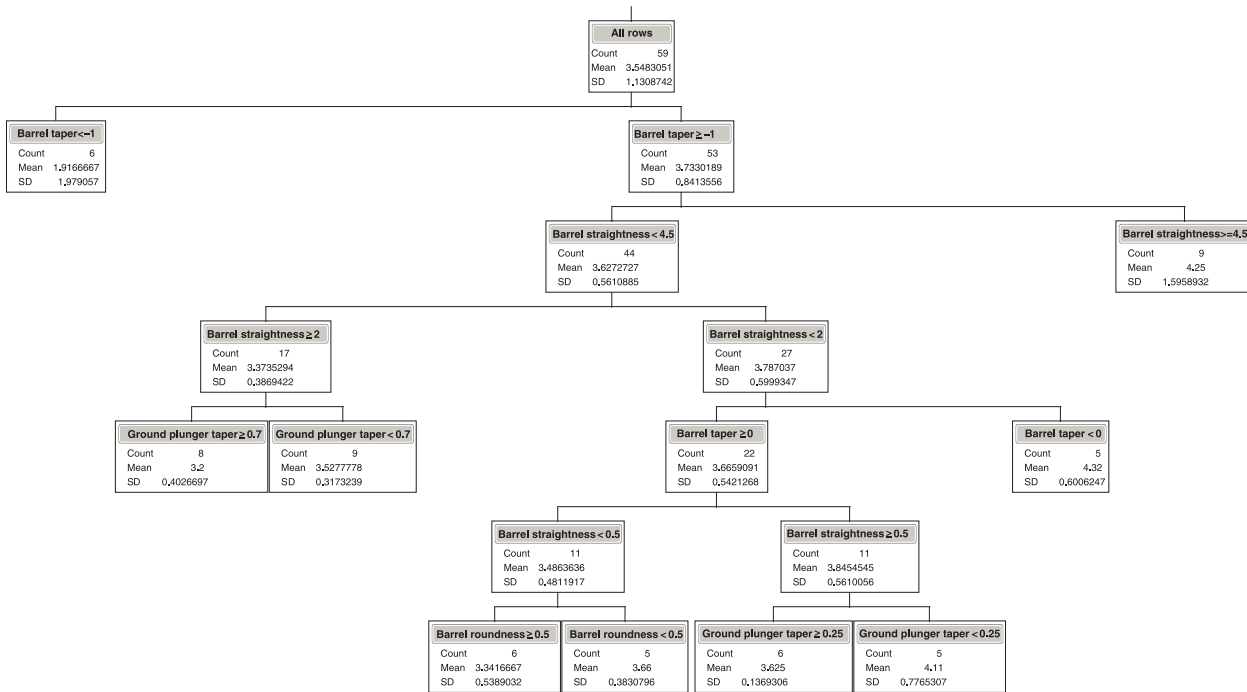 All rows
Count 59
Mean 3.5483051
SD 1.1308742
Barrel taper<-1
Count 6
Mean 1.9166667
SD 1.979057
Barrel taper≥-1
Count 53
Mean 3.7330189
SD 0.8413556
Barrel straightness<4.5
Count 44
Mean 3.6272727
SD 0.5610885
Barrel straightness>=4.5
Count 9
Mean 4.25
SD 1.5958932
Barrel straightness≥2
Count 17
Mean 3.3735294
SD 0.3869422
Barrel straightness<2
Count 27
Mean 3.787037
SD 0.5999347
Ground plunger taper≥0.7
Count 8
Mean 3.2
SD 0.4026697
Ground plunger taper<0.7
Count 9
Mean 3.5277778
SD 0.3173239
Barrel taper≥0
Count 22
Mean 3.6659091
SD 0.5421268
Barrel taper<0
Count 5
Mean 4.32
SD 0.6006247
Barrel straightness<0.5
Count 11
Mean 3.4863636
SD 0.4811917
Barrel straightness≥0.5
Count 11
Mean 3.8454545
SD 0.5610056
Barrel roundness≥0.5
Count 6
Mean 3.3416667
SD 0.5389032
Barrel roundness<0.5
Count 5
Mean 3.66
SD 0.3830796
Ground plunger taper≥0.25
Count 6
Mean 3.625
SD 0.1369306
Ground plunger taper<0.25
Count 5
Mean 4.11
SD 0.7765307